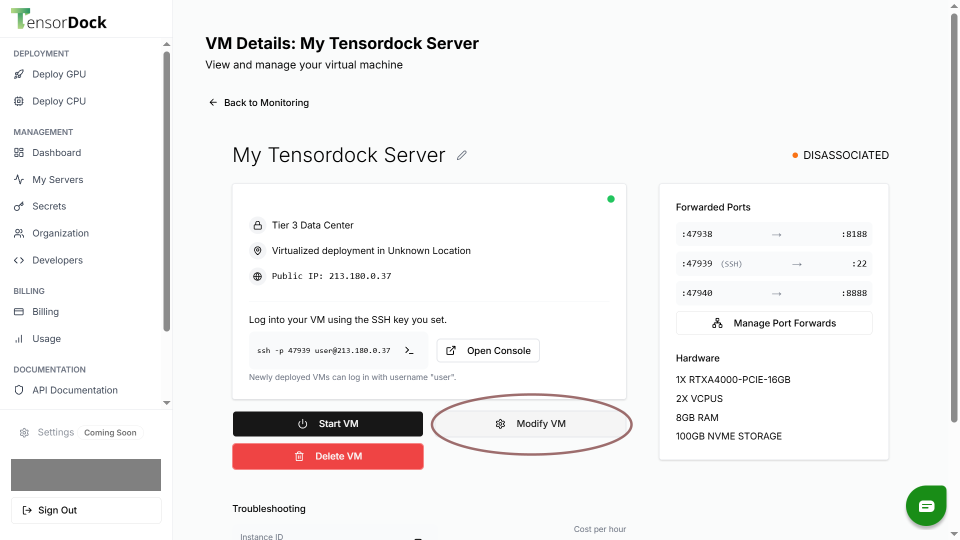 TensorDock
DEPLOYMENT
Deploy GPU
Deploy CPU
MANAGEMENT
Dashboard
My Servers
Secrets
Organization
Developers
BILLING
Billing
Usage
DOCUMENTATION
API Documentation
Settings Coming Soon
Sign Out
VM Details: My Tensordock Server
View and manage your virtual machine
Back to Monitoring
My Tensordock Server
DISASSOCIATED
Tier 3 Data Center
Virtualized deployment in Unknown Location
Public IP: 213.180.0.37
Log into your VM using the SSH key you set.
ssh -p 47939 user@213.180.0.37
Open Console
Newly deployed VMs can log in with username "user".
Start VM
Modify VM
Delete VM
Forwarded Ports
:47938 → :8188
:47939 (SSH) → :22
:47940 → :8888
Manage Port Forwards
Hardware
1X RTXA4000-PCIE-16GB
2X VCPUS
8GB RAM
100GB NVME STORAGE
Troubleshooting
Instance ID
Cost per hour